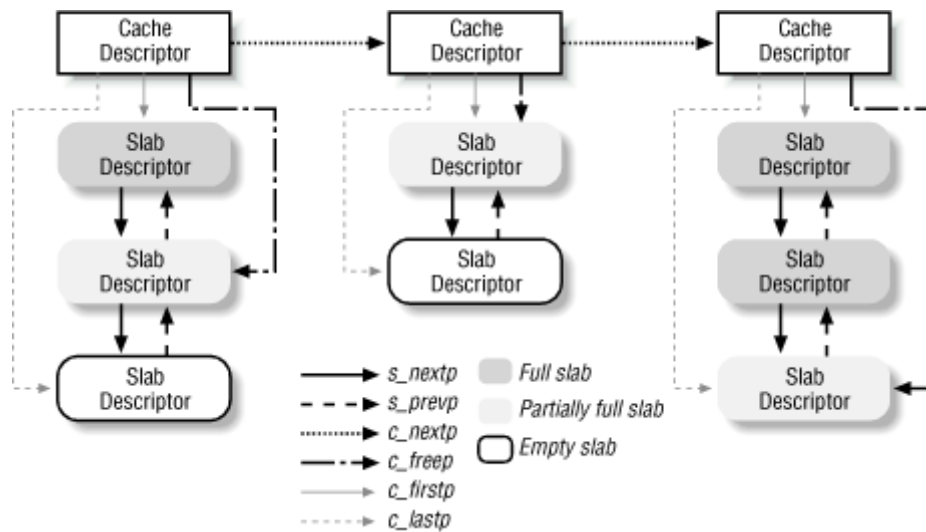 Cache
Descriptor
Cache
Descriptor
Cache
Descriptor
Slab
Descriptor
Slab
Descriptor
Slab
Descriptor
Slab
Descriptor
Slab
Descriptor
Slab
Descriptor
Slab
Descriptor
Slab
Descriptor
s_nextp
s_prevp
c_nextp
c_freep
c_firstp
c_lastp
Full slab
Partially full slab
Empty slab